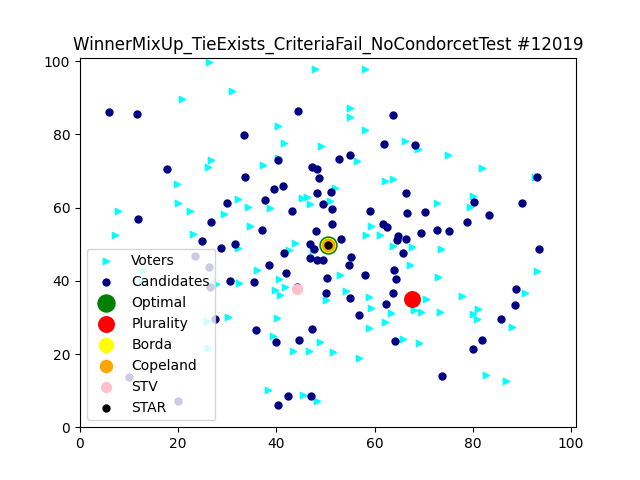 WinnerMixUp_TieExists_CriteriaFail_NoCondorcetTest #12019
100
80
60
40
20
0
Voters
Candidates
Optimal
Plurality
Borda
Copeland
STV
STAR
0 20 40 60 80 100